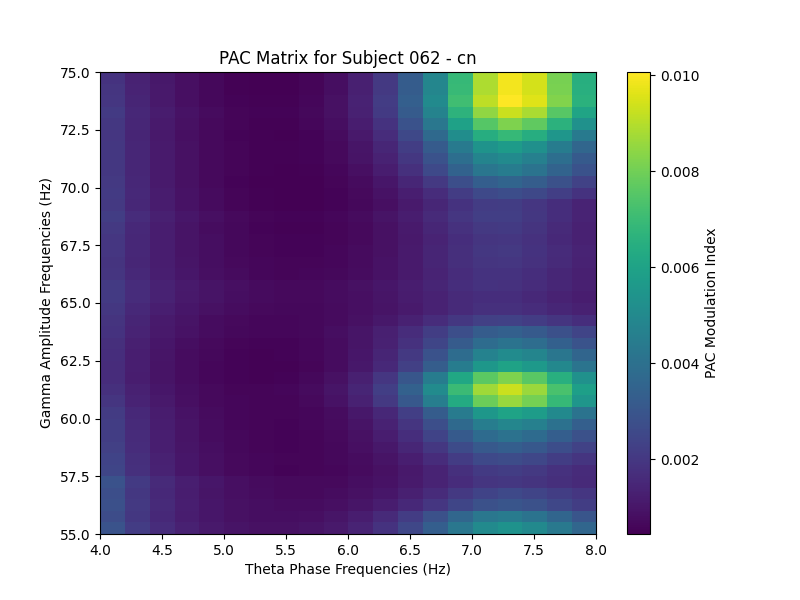 PAC Matrix for Subject 062 - cn
75.0
72.5
70.0
67.5
65.0
62.5
60.0
57.5
55.0
Gamma Amplitude Frequencies (Hz)
4.0 4.5 5.0 5.5 6.0 6.5 7.0 7.5 8.0
Theta Phase Frequencies (Hz)
0.010
0.008
0.006
0.004
0.002
PAC Modulation Index